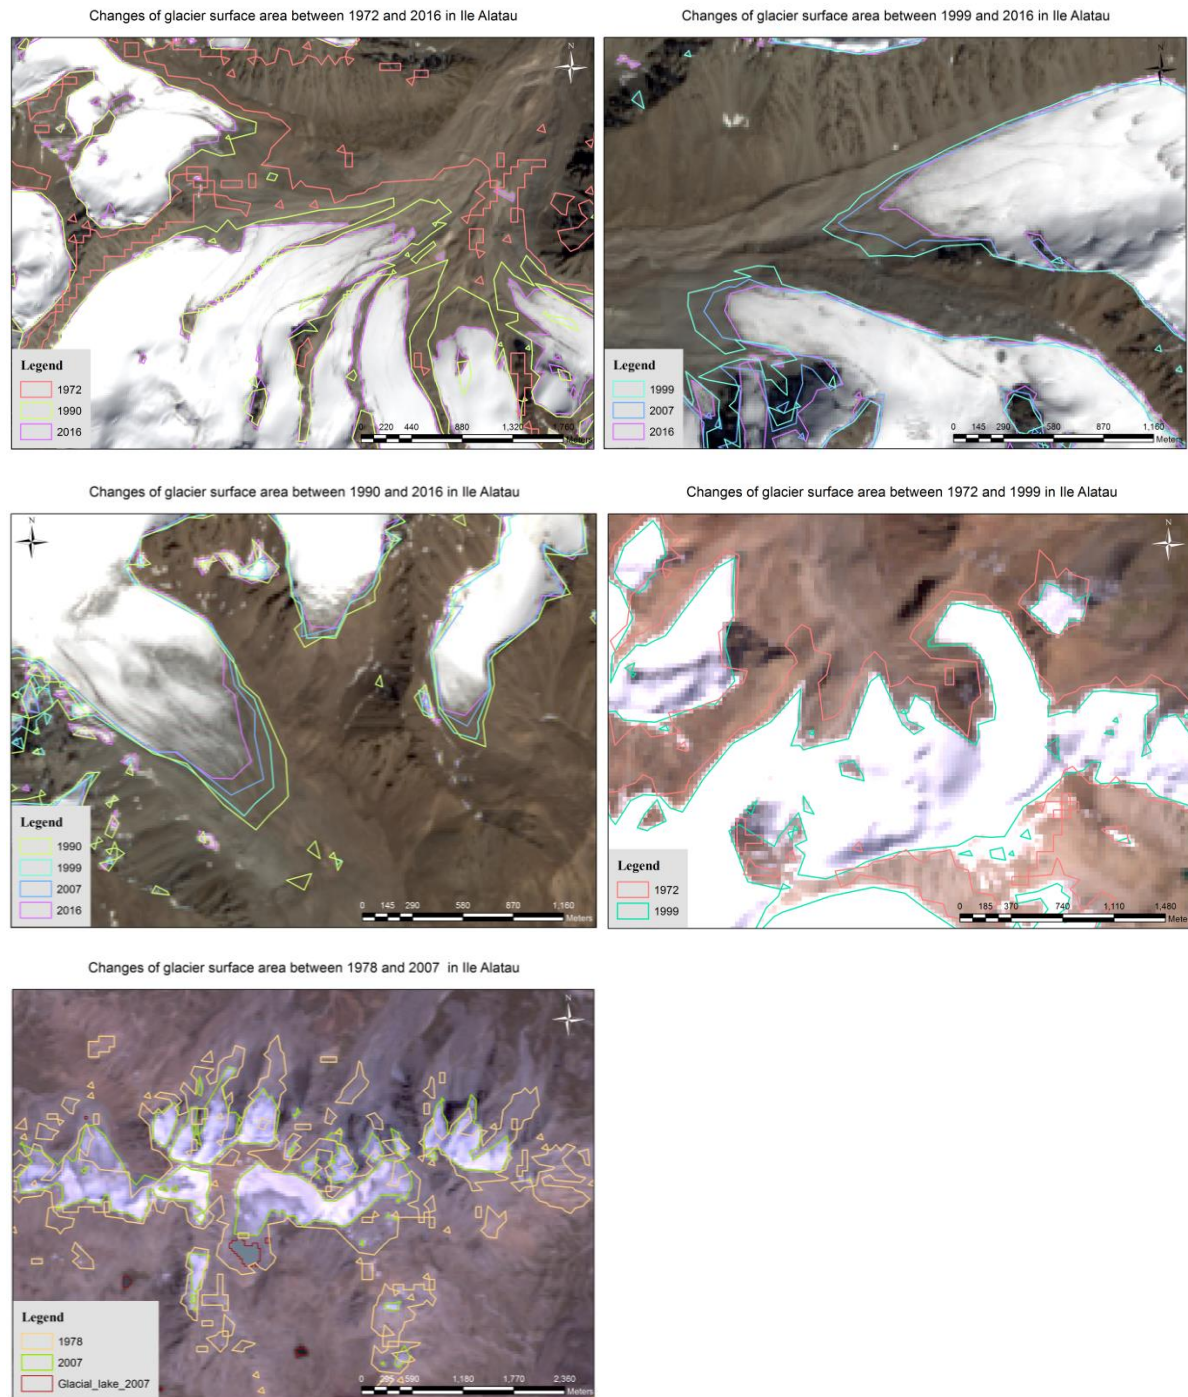 Changes of glacier surface area between 1972 and 2016 in Ile Alatau
N
Legend
1972
1990
2016
0 220 440 880 1,320 1,760
Meters
Changes of glacier surface area between 1999 and 2016 in Ile Alatau
N
Legend
1999
2007
2016
0 145 290 580 870 1,160
Meters
Changes of glacier surface area between 1990 and 2016 in Ile Alatau
N
Legend
1990
1999
2007
2016
0 145 290 580 870 1,160
Meters
Changes of glacier surface area between 1972 and 1999 in Ile Alatau
N
Legend
1972
1999
0 185 370 740 1,110 1,480
Meters
Changes of glacier surface area between 1978 and 2007 in Ile Alatau
N
Legend
1978
2007
Glacial_lake_2007
0 295 590 1,180 1,770 2,360
Meters